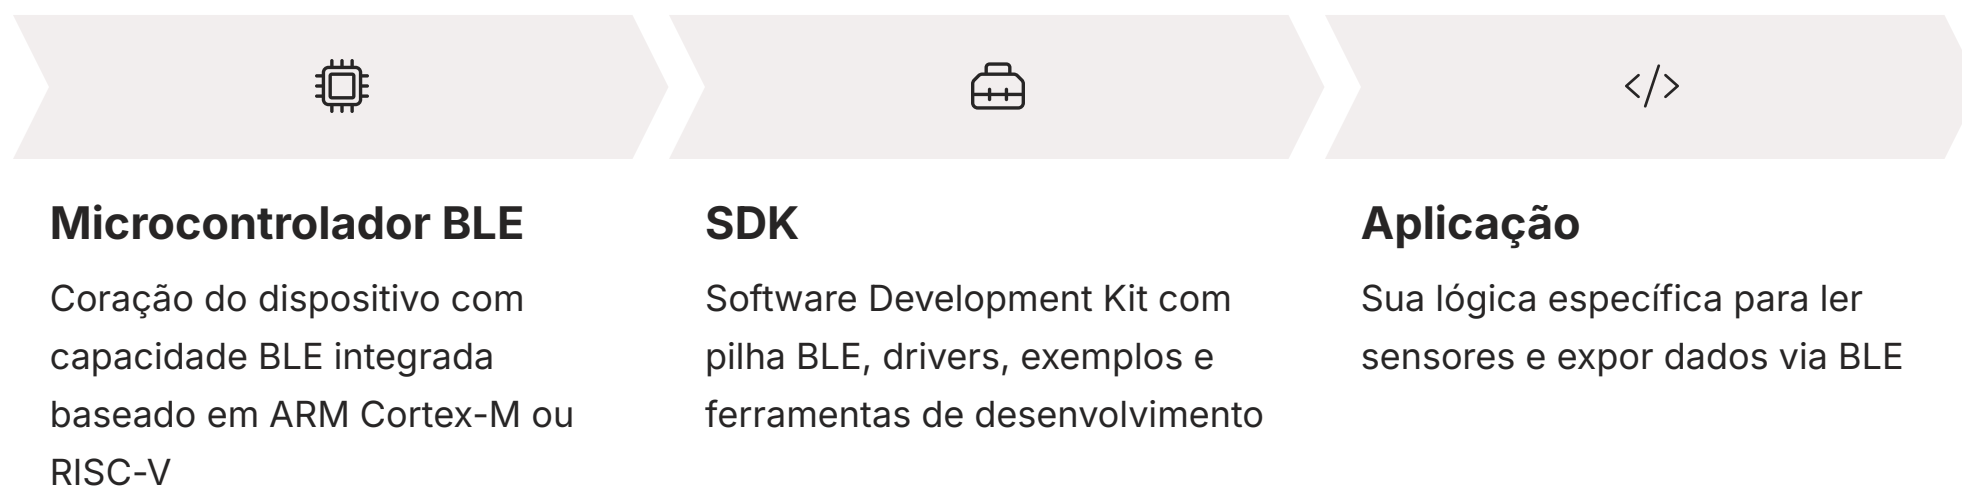 Microcontrolador BLE
Coração do dispositivo com
capacidade BLE integrada
baseado em ARM Cortex-M ou
RISC-V
SDK
Software Development Kit com
pilha BLE, drivers, exemplos e
ferramentas de desenvolvimento
Aplicação
Sua lógica específica para ler
sensores e expor dados via BLE